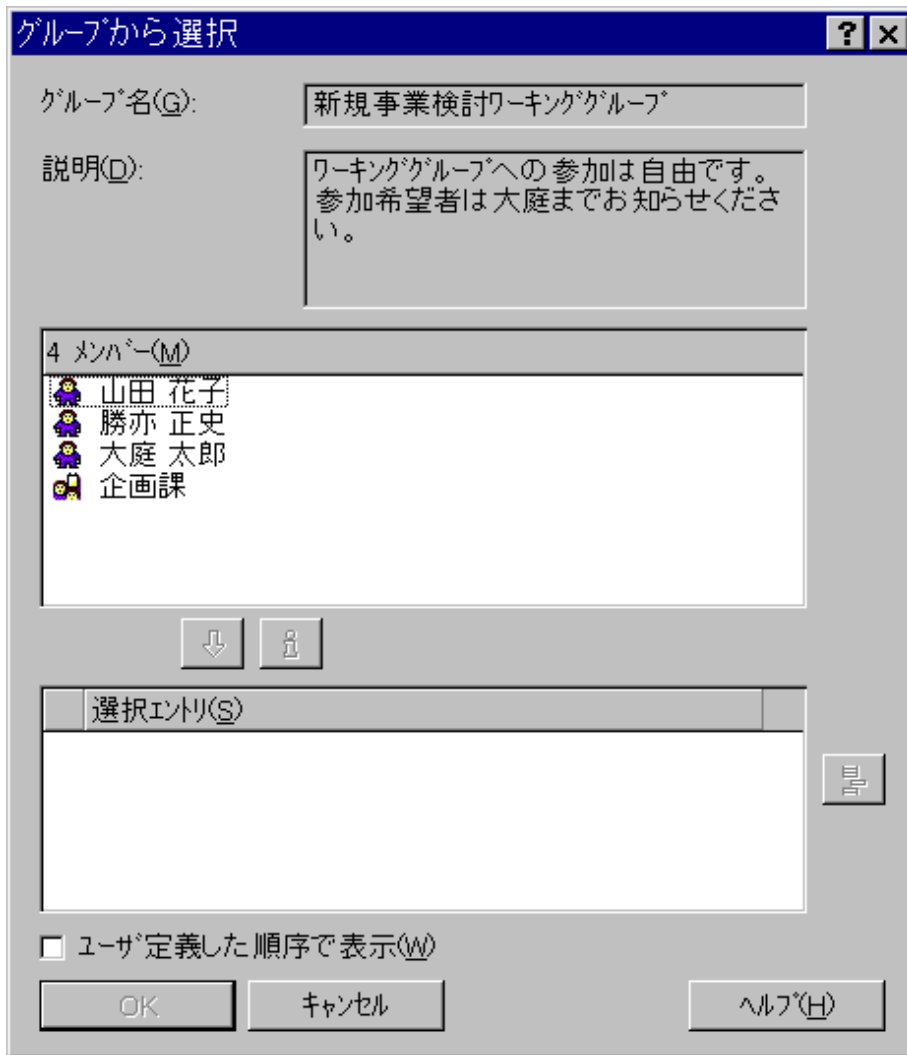 グループから選択
グループ名(G):
新規事業検討ワーキンググループ
説明(D):
ワーキンググループへの参加は自由です。
参加希望者は大庭までお知らせくださ
い。
4 メンバー(M)
山田 花子
勝亦 正史
大庭 太郎
企画課
選択エントリ(S)
ユーザ定義した順序で表示(W)
OK
キャンセル
ヘルプ(H)